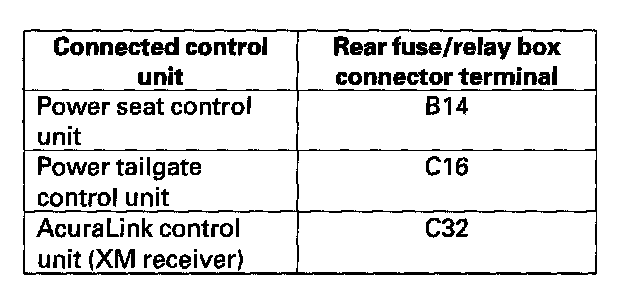 Connected control
unit
Rear fuse/relay box
connector terminal
Power seat control
unit
B14
Power tailgate
control unit
C16
AcuraLink control
unit (XM receiver)
C32